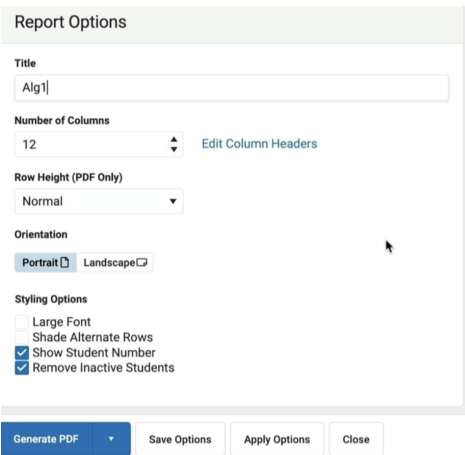 Report Options
Title
Alg1
Number of Columns
12
Edit Column Headers
Row Height (PDF Only)
Normal
Orientation
Portrait
Landscape
Styling Options
Large Font
Shade Alternate Rows
Show Student Number
Remove Inactive Students
Generate PDF
Save Options
Apply Options
Close